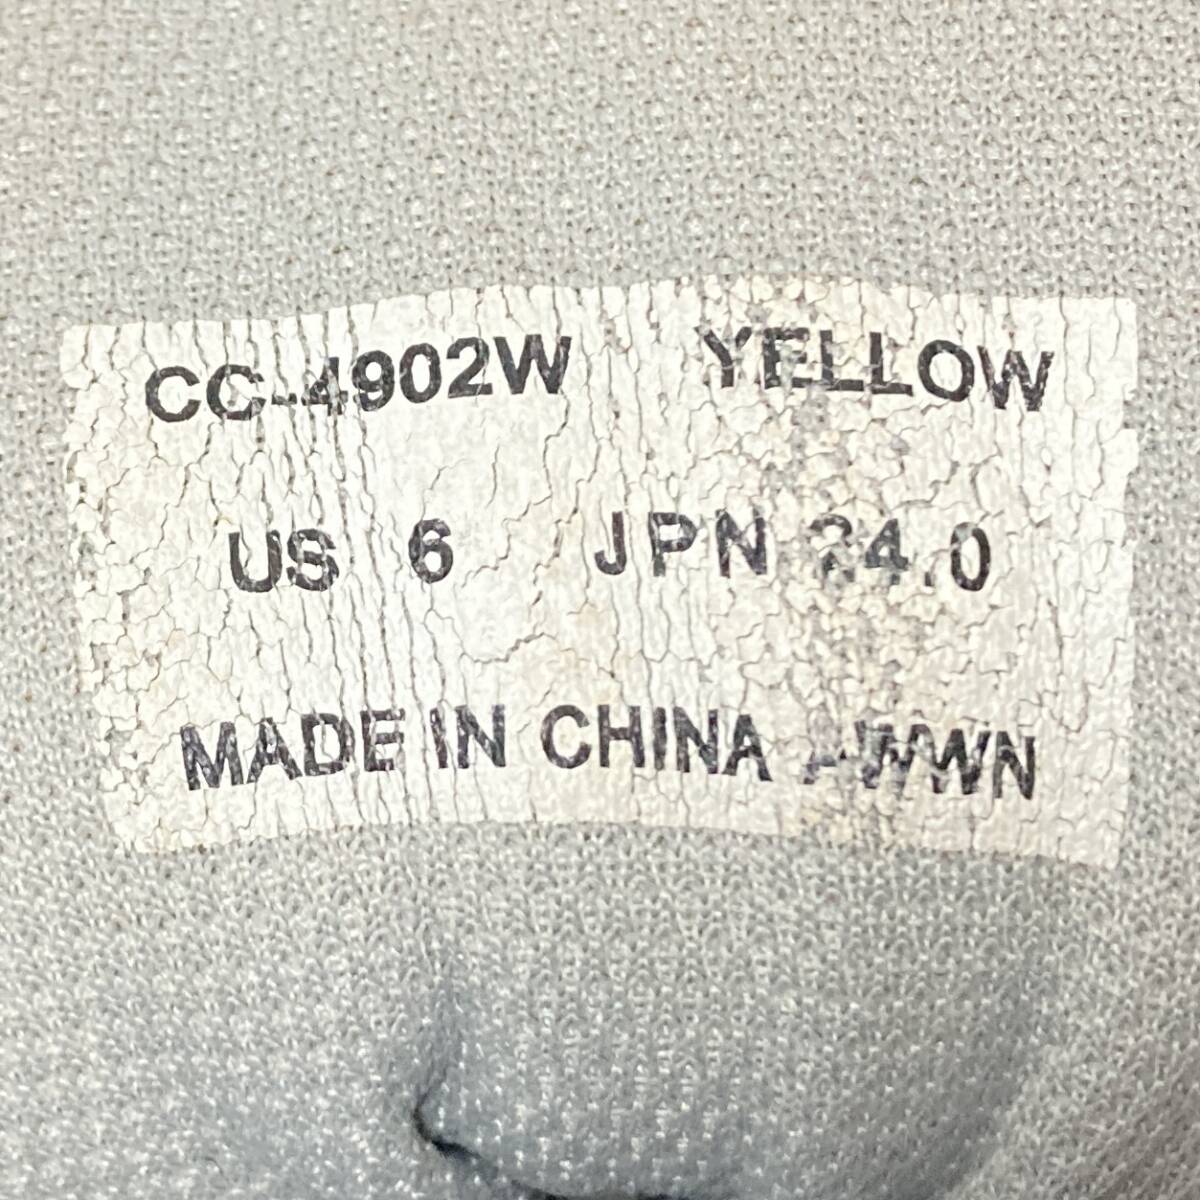 CC-4902W YELLOW
US 6 JPN 24.0
MADE IN CHINA